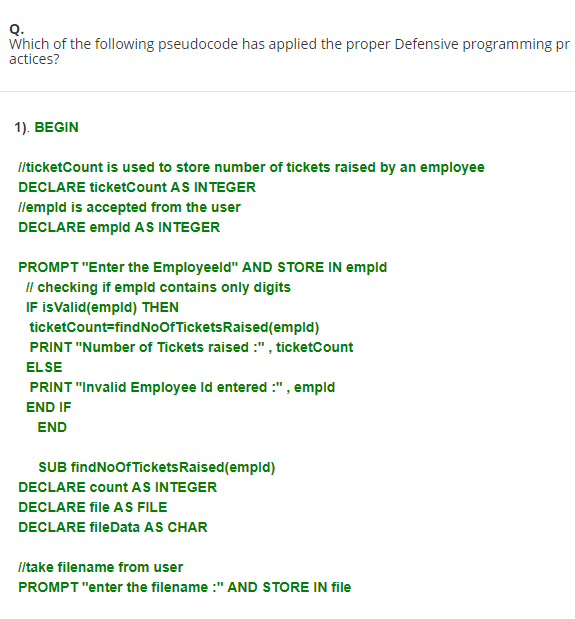 Q.
Which of the following pseudocode has applied the proper Defensive programming pr
actices?
1). BEGIN
//ticketCount is used to store number of tickets raised by an employee
DECLARE ticketCount AS INTEGER
//empId is accepted from the user
DECLARE empId AS INTEGER
PROMPT "Enter the EmployeeId" AND STORE IN empId
// checking if empId contains only digits
IF isValid(empId) THEN
ticketCount=findNoOfTicketsRaised(empId)
PRINT "Number of Tickets raised :" , ticketCount
ELSE
PRINT "Invalid Employee Id entered :" , empId
END IF
END
SUB findNoOfTicketsRaised(empId)
DECLARE count AS INTEGER
DECLARE file AS FILE
DECLARE fileData AS CHAR
//take filename from user
PROMPT "enter the filename :" AND STORE IN file